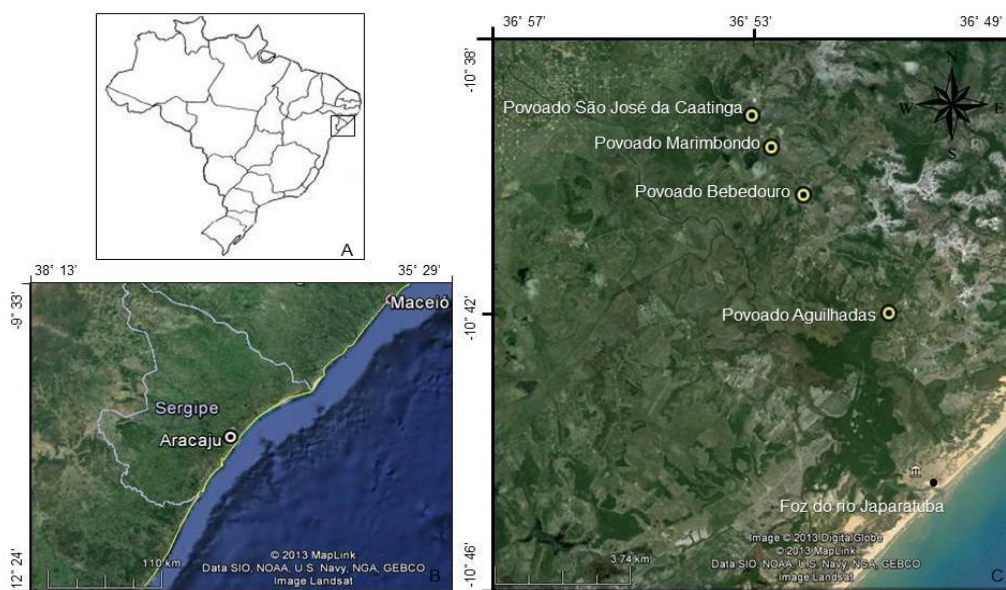 A
38° 13'
35° 29'
-9° 33'
-12° 24'
Maceió
Sergipe
Aracaju
110 km
© 2013 MapLink
Data SIO, NOAA, U.S. Navy, NGA, GEBCO
Image Landsat
B
36° 57'
36° 53'
36° 49'
-10° 38'
-10° 42'
-10° 46'
N
W
E
S
Povoado São José da Caatinga
Povoado Marimbondo
Povoado Bebedouro
Povoado Aguilhadas
Foz do rio Japaratuba
3.74 km
Image © 2013 DigitalGlobe
© 2013 MapLink
Data SIO, NOAA, U.S. Navy, NGA, GEBCO
Image Landsat
C